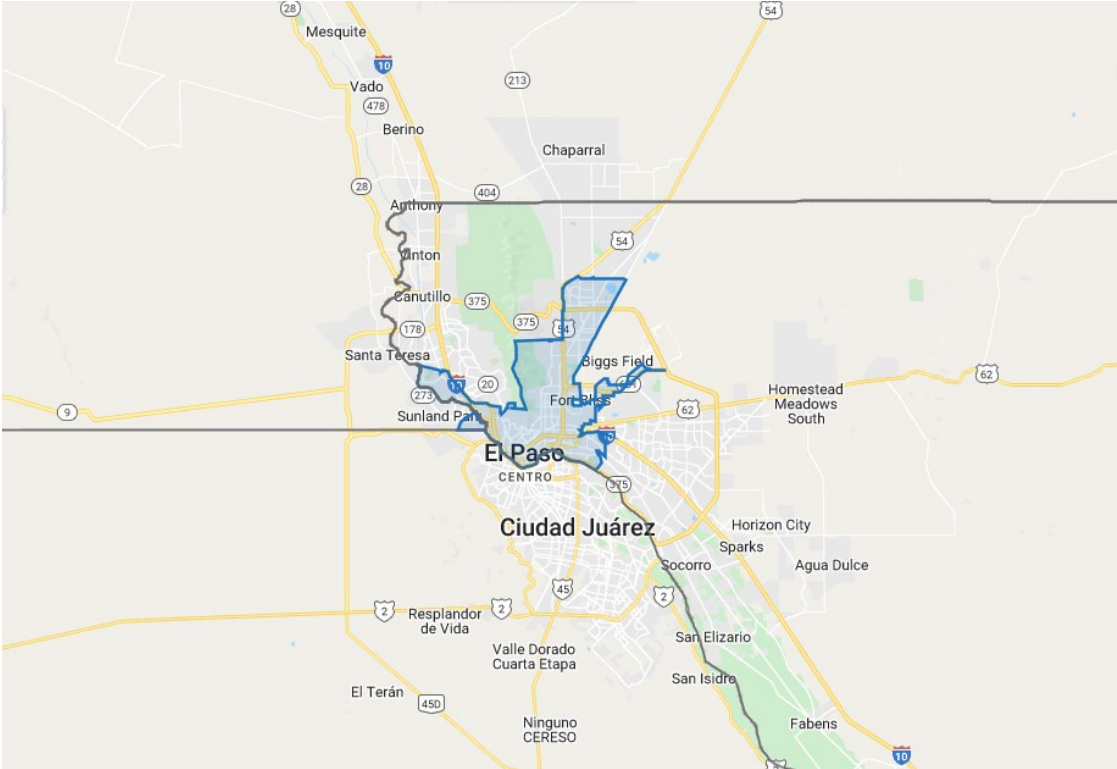 28
54
Mesquite
10
213
Vado
478
Berino
Chaparral
28
404
Anthony
54
Vinton
Canutillo
375
375
54
178
Santa Teresa
Biggs Field
10
20
62
273
Fort Bliss
62
Homestead
Meadows
South
9
Sunland Park
10
El Paso
CENTRO
375
Ciudad Juárez
Horizon City
Sparks
Socorro
Agua Dulce
45
2
2
2
Resplandor
de Vida
San Elizario
Valle Dorado
Cuarta Etapa
San Isidro
El Terán
45D
Ninguno
CERESO
Fabens
10